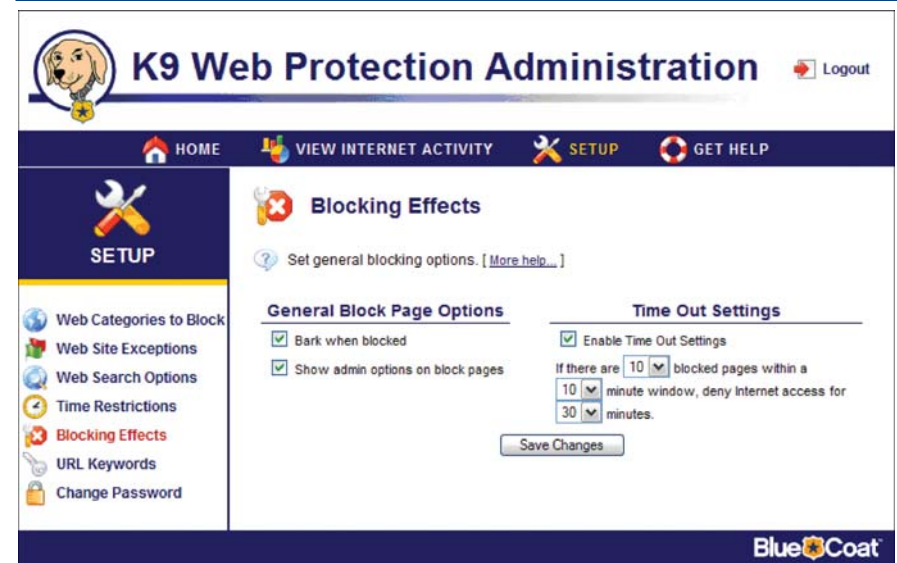 K9 Web Protection Administration
Logout
HOME
VIEW INTERNET ACTIVITY
SETUP
GET HELP
SETUP
Web Categories to Block
Web Site Exceptions
Web Search Options
Time Restrictions
Blocking Effects
URL Keywords
Change Password
Blocking Effects
Set general blocking options. [ More help... ]
General Block Page Options
Bark when blocked
Show admin options on block pages
Time Out Settings
Enable Time Out Settings
If there are 10 blocked pages within a
10 minute window, deny Internet access for
30 minutes.
Save Changes
Blue Coat